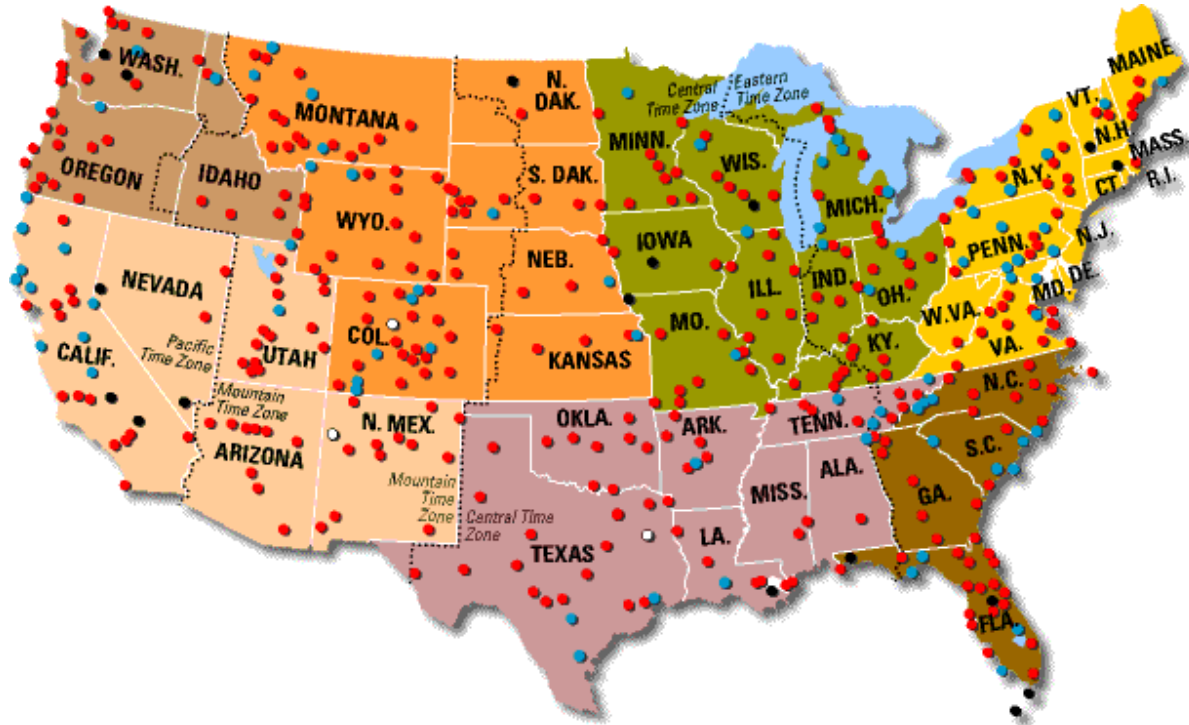 WASH.
MONTANA
N.
DAK.
OREGON
IDAHO
S. DAK.
WYO.
NEB.
NEVADA
UTAH
COL.
KANSAS
CALIF.
Pacific
Time Zone
Mountain
Time Zone
ARIZONA
N. MEX.
Mountain
Time
Zone
Central Time
Zone
OKLA.
TEXAS
MINN.
Central
Time Zone
Eastern
Time Zone
WIS.
MICH.
IOWA
ILL.
IND.
OH.
MO.
KY.
ARK.
TENN.
MISS.
ALA.
LA.
MAINE
VT.
N.H.
MASS.
N.Y.
CT.
R.I.
PENN.
N.J.
DE.
MD.
W.VA.
VA.
N.C.
S.C.
GA.
FLA.